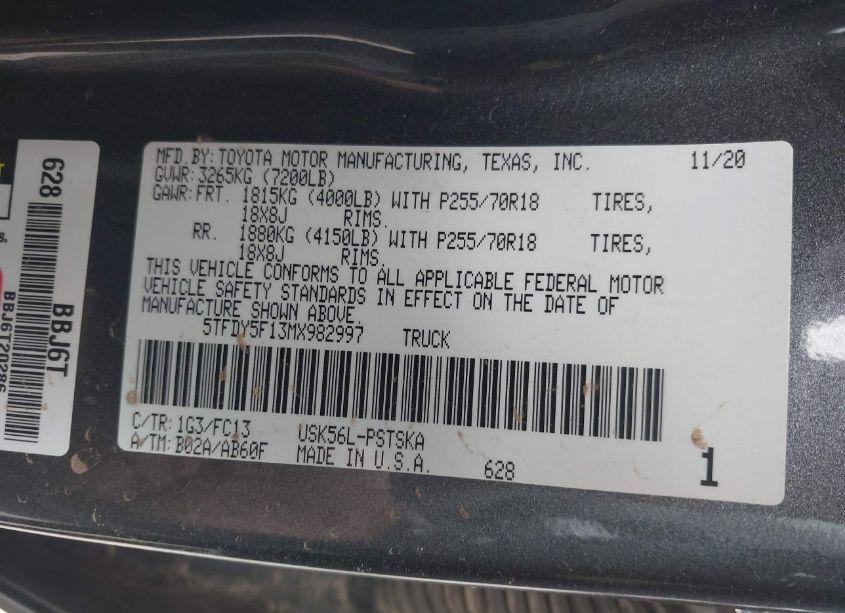 MFD.BY:TOYOTA MOTOR MANUFACTURING, TEXAS, INC. 11/20
GVWR:3265KG (7200LB)
GAWR:FRT. 1815KG (4000LB) WITH P255/70R18 TIRES,
18X8J RIMS.
RR. 1880KG (4150LB) WITH P255/70R18 TIRES,
18X8J RIMS.
THIS VEHICLE CONFORMS TO ALL APPLICABLE FEDERAL MOTOR
VEHICLE SAFETY STANDARDS IN EFFECT ON THE DATE OF
MANUFACTURE SHOWN ABOVE.
5TFDY5F13MX982997 TRUCK
C/TR:1G3/FC13 USK56L-PSTSKA
A/TM:B02A/AB60F MADE IN U.S.A. 628 1
628
BBJ6T
BBJ6T20286